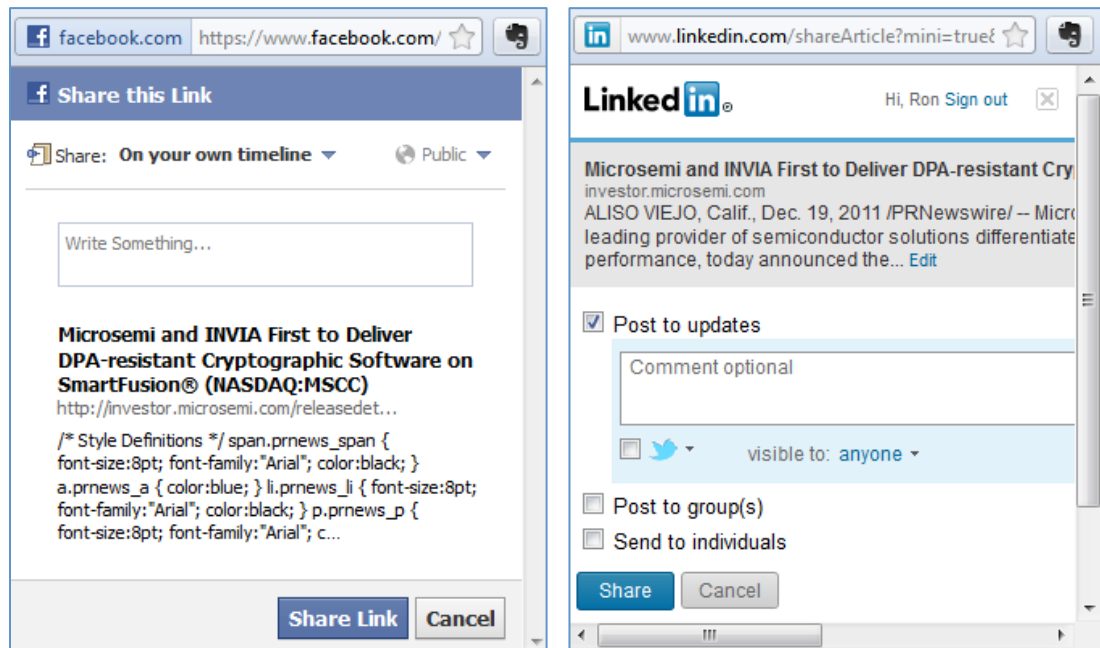 facebook.com https://www.facebook.com/
Share this Link
Share: On your own timeline Public
Write Something...
Microsemi and INVIA First to Deliver
DPA-resistant Cryptographic Software on
SmartFusion® (NASDAQ:MSCC)
http://investor.microsemi.com/releasedet...
/* Style Definitions */ span.prnews_span {
font-size:8pt; font-family:"Arial"; color:black; }
a.prnews_a { color:blue; } li.prnews_li { font-size:8pt;
font-family:"Arial"; color:black; } p.prnews_p {
font-size:8pt; font-family:"Arial"; c...
Share Link Cancel
in www.linkedin.com/shareArticle?mini=true&
Linked in ® Hi, Ron Sign out
Microsemi and INVIA First to Deliver DPA-resistant Cry
investor.microsemi.com
ALISO VIEJO, Calif., Dec. 19, 2011 /PRNewswire/ -- Micro
leading provider of semiconductor solutions differentiate
performance, today announced the... Edit
Post to updates
Comment optional
visible to: anyone
Post to group(s)
Send to individuals
Share Cancel